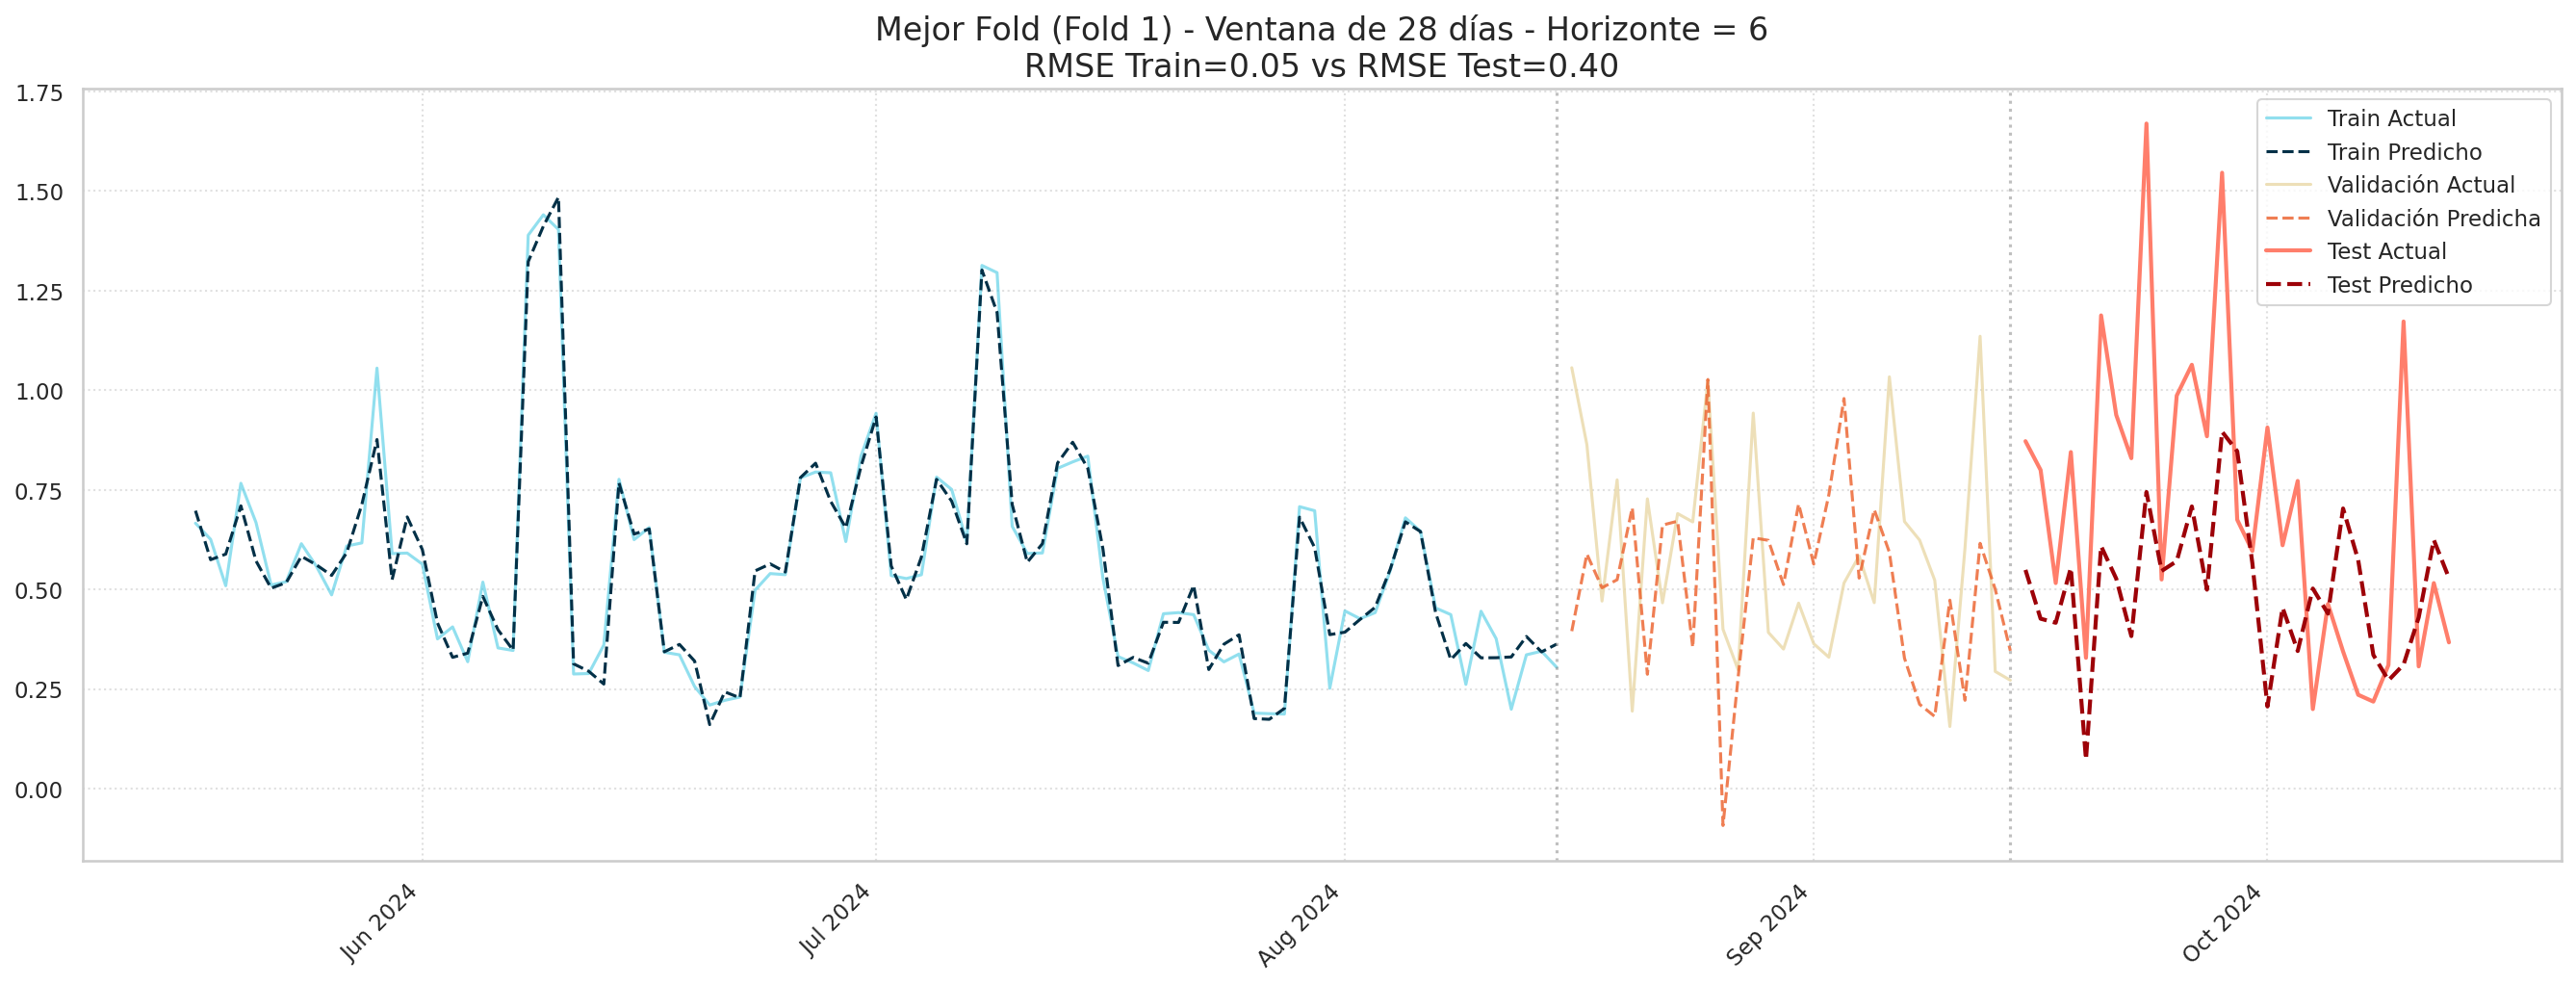 Mejor Fold (Fold 1) - Ventana de 28 días - Horizonte = 6
RMSE Train=0.05 vs RMSE Test=0.40
1.75
1.50
1.25
1.00
0.75
0.50
0.25
0.00
Train Actual
Train Predicho
Validación Actual
Validación Predicha
Test Actual
Test Predicho
Jun 2024
Jul 2024
Aug 2024
Sep 2024
Oct 2024